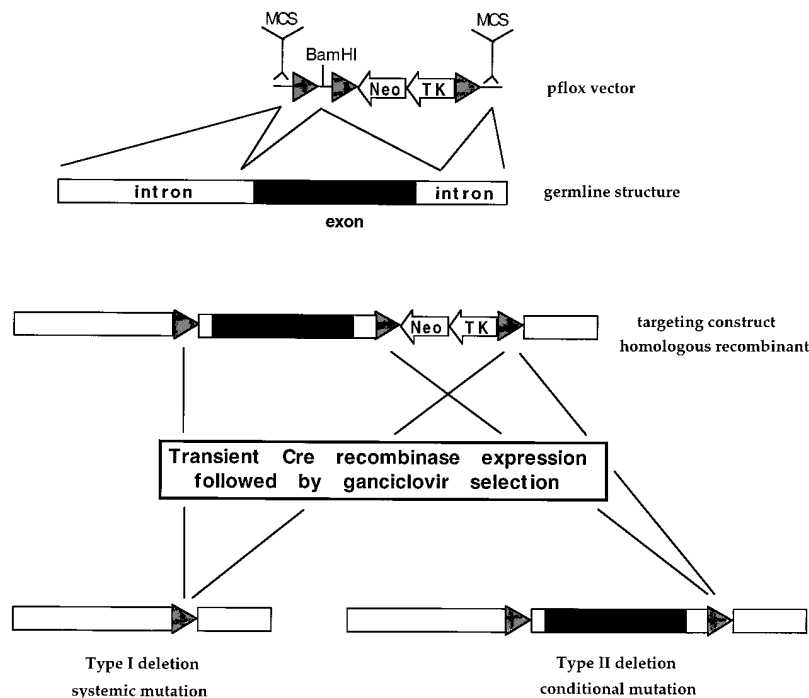 MCS
MCS
BamHI
Neo
TK
pflox vector
intron
intron
germline structure
exon
Neo
TK
targeting construct
homologous recombinant
Transient Cre recombinase expression
followed by ganciclovir selection
Type I deletion
systemic mutation
Type II deletion
conditional mutation